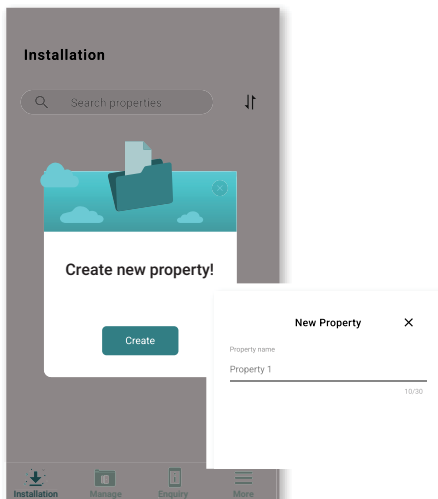 Installation
Search properties
Create new property!
Create
New Property
Property name
Property 1
10/30
Installation
Manage
Enquiry
More